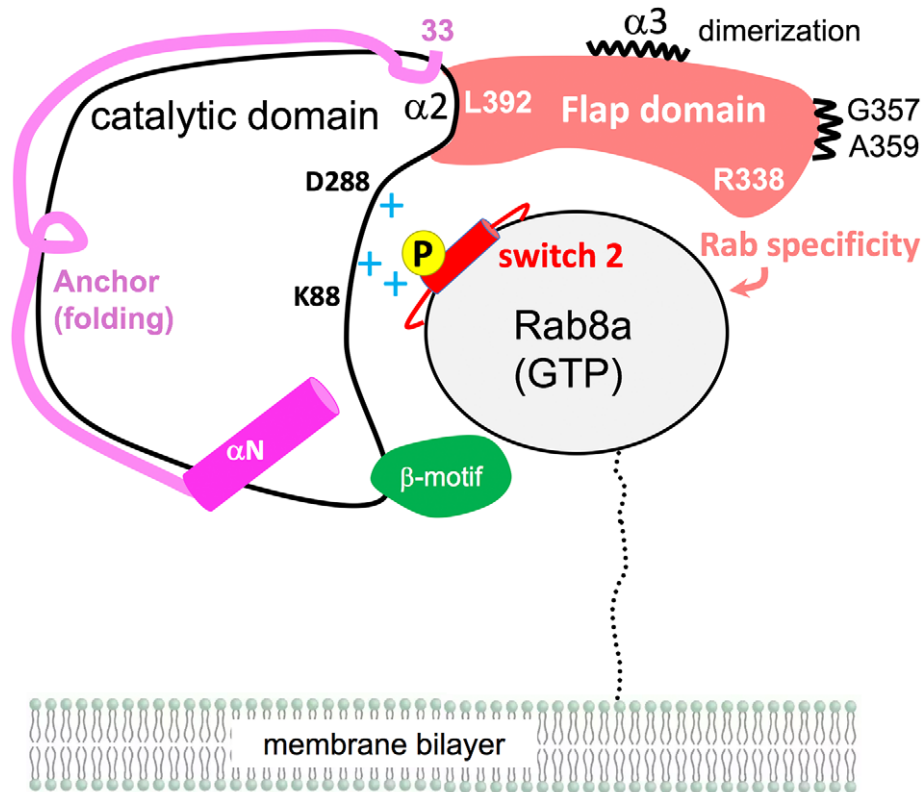 33
α3
dimerization
catalytic domain
α2
L392
Flap domain
G357
A359
D288
R338
+
P
switch 2
Rab specificity
+
+
K88
Anchor
(folding)
Rab8a
(GTP)
αN
β-motif
membrane bilayer